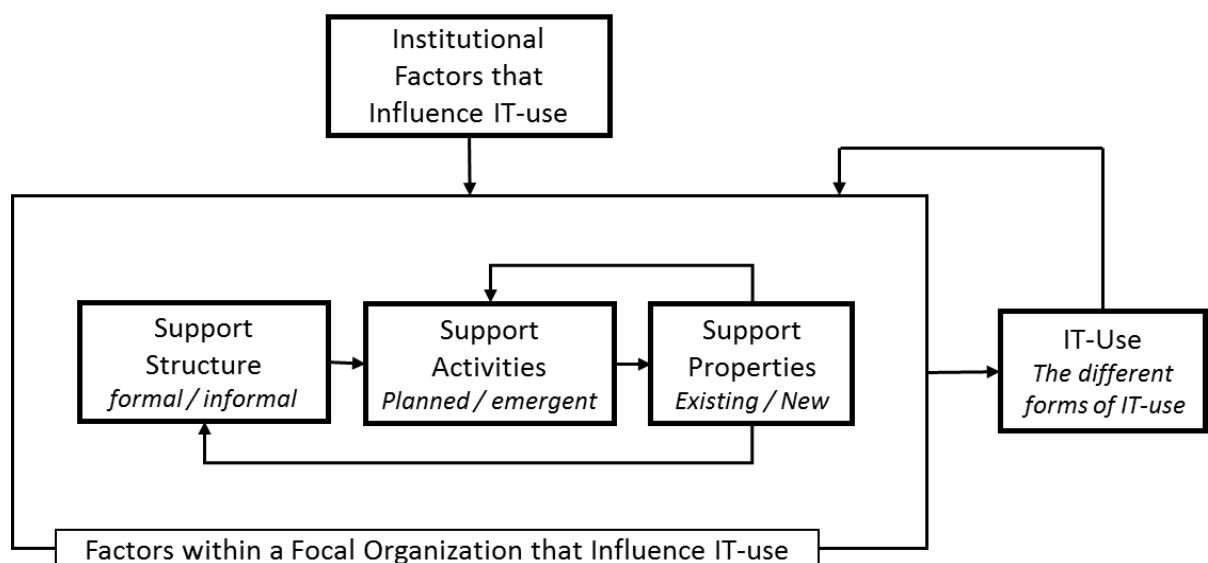 Institutional
Factors that
Influence IT-use
Support
Structure
formal / informal
Support
Activities
Planned / emergent
Support
Properties
Existing / New
IT-Use
The different
forms of IT-use
Factors within a Focal Organization that Influence IT-use